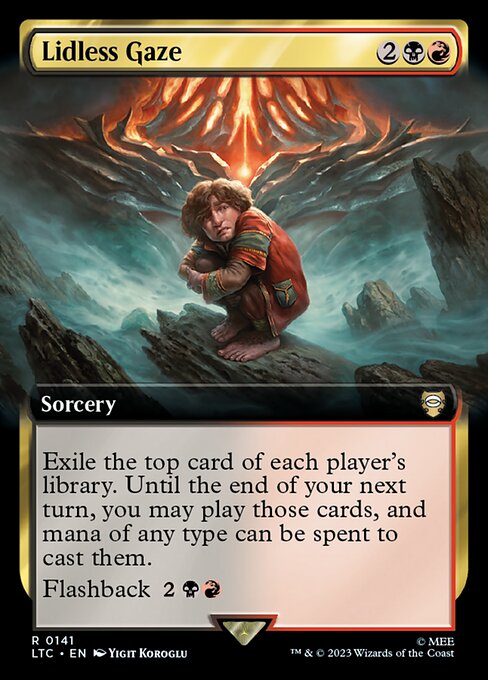 Lidless Gaze 2
Sorcery
Exile the top card of each player's
library. Until the end of your next
turn, you may play those cards, and
mana of any type can be spent to
cast them.
Flashback 2
R 0141
LTC • EN Yigit Koroglu
© MEE
™ & © 2023 Wizards of the Coast